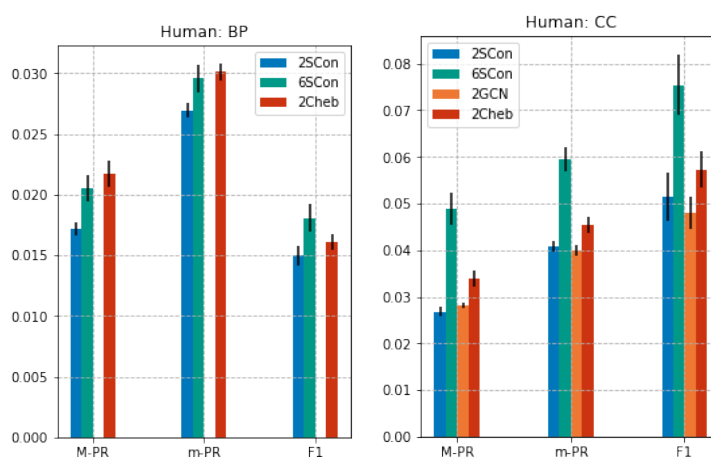 Human: BP
0.030
0.025
0.020
0.015
0.010
0.005
0.000
2SCon
6SCon
2Cheb
M-PR m-PR F1
Human: CC
0.08
0.07
0.06
0.05
0.04
0.03
0.02
0.01
0.00
2SCon
6SCon
2GCN
2Cheb
M-PR m-PR F1